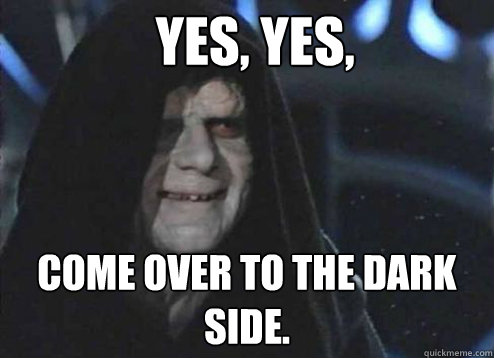 YES, YES,
COME OVER TO THE DARK
SIDE.
quickmeme.com